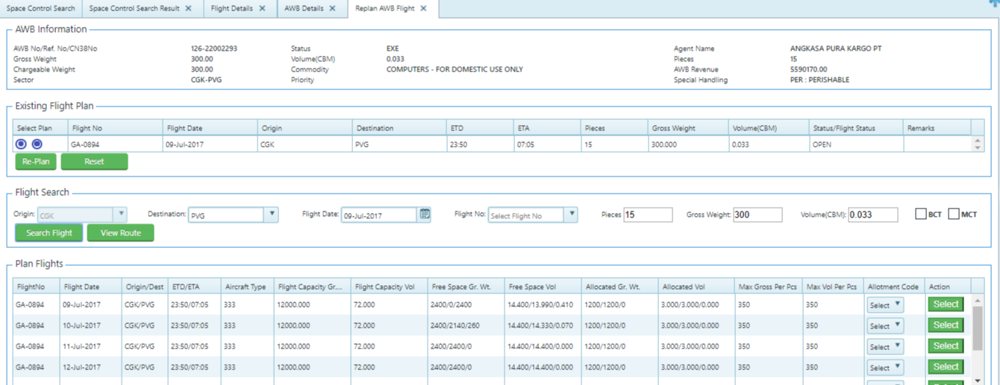 Space Control Search Space Control Search Result ✕ Flight Details ✕ AWB Details ✕ Replan AWB Flight ✕
AWB Information
AWB No/Ref. No/CN38No 126-22002293 Status EXE Agent Name ANGKASA PURA KARGO PT
Gross Weight 300.00 Volume(CBM) 0.033 Pieces 15
Chargeable Weight 300.00 Commodity COMPUTERS - FOR DOMESTIC USE ONLY AWB Revenue 5590170.00
Sector CGK-PVG Priority Special Handling PER : PERISHABLE
Existing Flight Plan
Select Plan Flight No Flight Date Origin Destination ETD ETA Pieces Gross Weight Volume(CBM) Status/Flight Status Remarks
GA-0894 09-Jul-2017 CGK PVG 23:50 07:05 15 300.000 0.033 OPEN
Re-Plan Reset
Flight Search
Origin: CGK Destination: PVG Flight Date: 09-Jul-2017 Flight No: Select Flight No Pieces 15 Gross Weight: 300 Volume(CBM): 0.033 BCT MCT
Search Flight View Route
Plan Flights
FlightNo Flight Date Origin/Dest ETD/ETA Aircraft Type Flight Capacity Gr.... Flight Capacity Vol Free Space Gr. Wt. Free Space Vol Allocated Gr. Wt. Allocated Vol Max Gross Per Pcs Max Vol Per Pcs Allotment Code Action
GA-0894 09-Jul-2017 CGK/PVG 23:50/07:05 333 12000.000 72.000 2400/0/2400 14.400/13.990/0.410 1200/1200/0 3.000/3.000/0.000 350 350 Select Select
GA-0894 10-Jul-2017 CGK/PVG 23:50/07:05 333 12000.000 72.000 2400/2140/260 14.400/14.330/0.070 1200/1200/0 3.000/3.000/0.000 350 350 Select Select
GA-0894 11-Jul-2017 CGK/PVG 23:50/07:05 333 12000.000 72.000 2400/2400/0 14.400/14.400/0.000 1200/1200/0 3.000/3.000/0.000 350 350 Select Select
GA-0894 12-Jul-2017 CGK/PVG 23:50/07:05 333 12000.000 72.000 2400/2400/0 14.400/14.400/0.000 1200/1200/0 3.000/3.000/0.000 350 350 Select Select